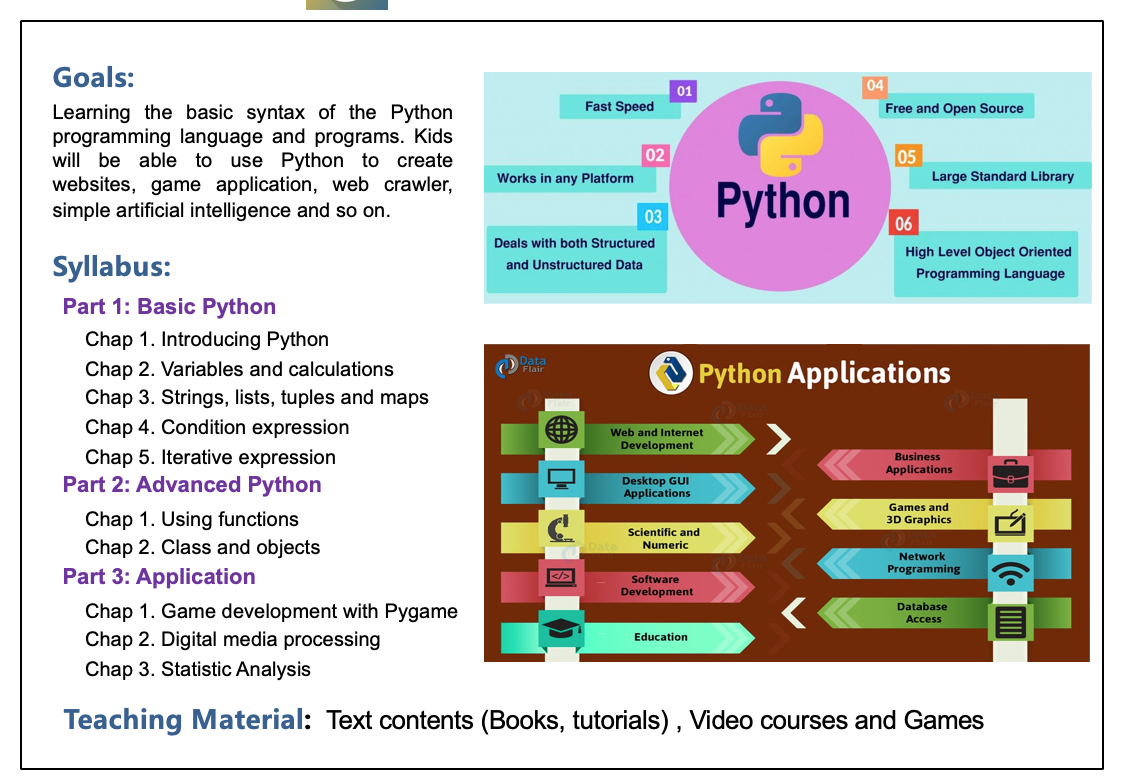 Goals:
Learning the basic syntax of the Python
programming language and programs. Kids
will be able to use Python to create
websites, game application, web crawler,
simple artificial intelligence and so on.
Syllabus:
Part 1: Basic Python
Chap 1. Introducing Python
Chap 2. Variables and calculations
Chap 3. Strings, lists, tuples and maps
Chap 4. Condition expression
Chap 5. Iterative expression
Part 2: Advanced Python
Chap 1. Using functions
Chap 2. Class and objects
Part 3: Application
Chap 1. Game development with Pygame
Chap 2. Digital media processing
Chap 3. Statistic Analysis
01
Fast Speed
02
Works in any Platform
03
Deals with both Structured
and Unstructured Data
Python
04
Free and Open Source
05
Large Standard Library
06
High Level Object Oriented
Programming Language
Data
Flair
Python Applications
Web and Internet
Development
Desktop GUI
Applications
Scientific and
Numeric
Software
Development
Education
Business
Applications
Games and
3D Graphics
Network
Programming
Database
Access
Teaching Material: Text contents (Books, tutorials) , Video courses and Games